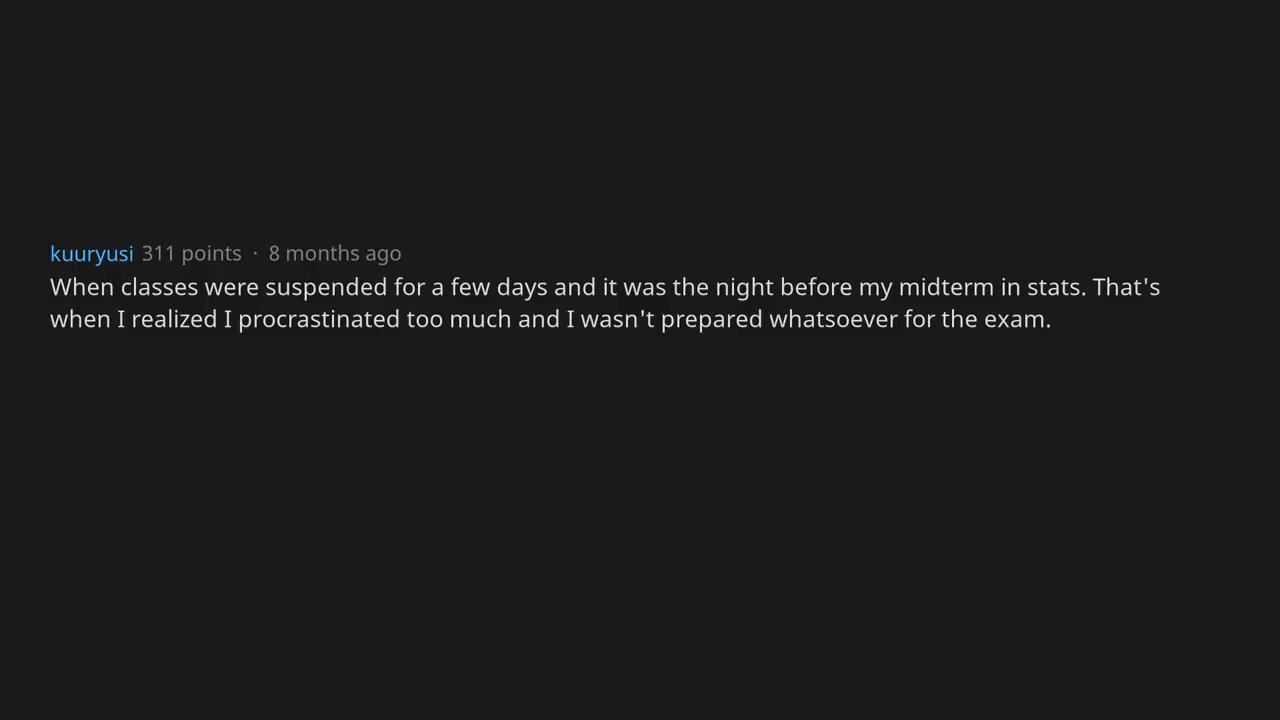 kuuryusi 311 points · 8 months ago
When classes were suspended for a few days and it was the night before my midterm in stats. That's
when I realized I procrastinated too much and I wasn't prepared whatsoever for the exam.